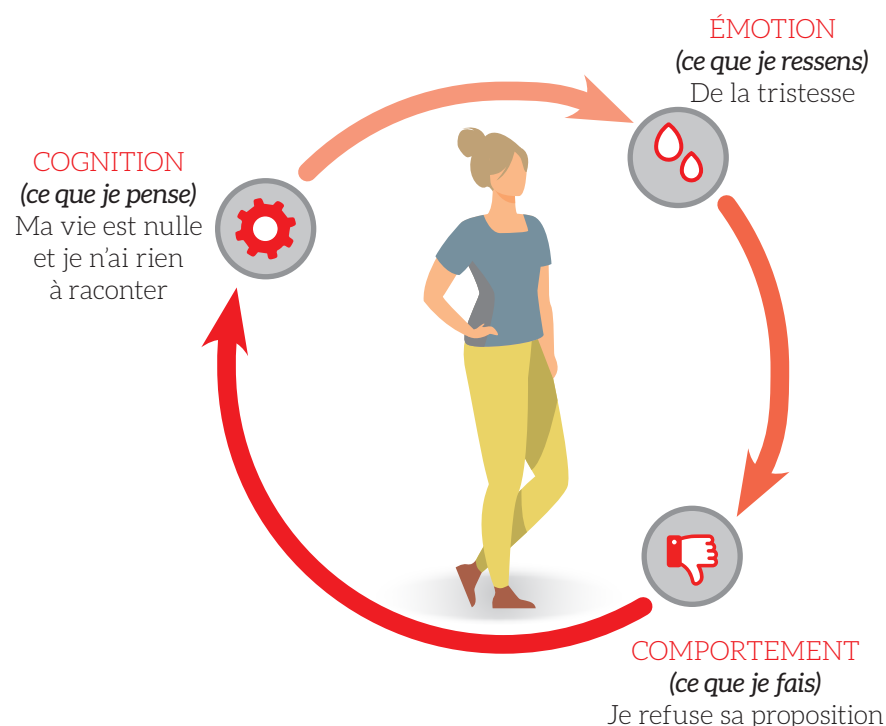 COGNITION
(ce que je pense)
Ma vie est nulle
et je n’ai rien
à raconter
ÉMOTION
(ce que je ressens)
De la tristesse
COMPORTEMENT
(ce que je fais)
Je refuse sa proposition